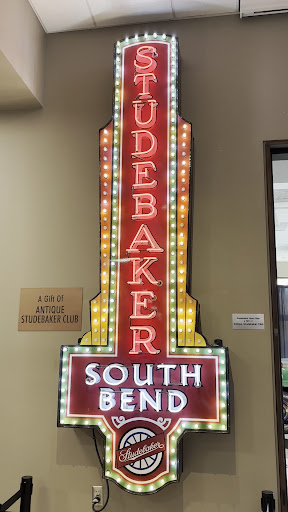 STUDEBAKER
A Gift Of
ANTIQUE
STUDEBAKER CLUB
SOUTH
BEND
Studebaker